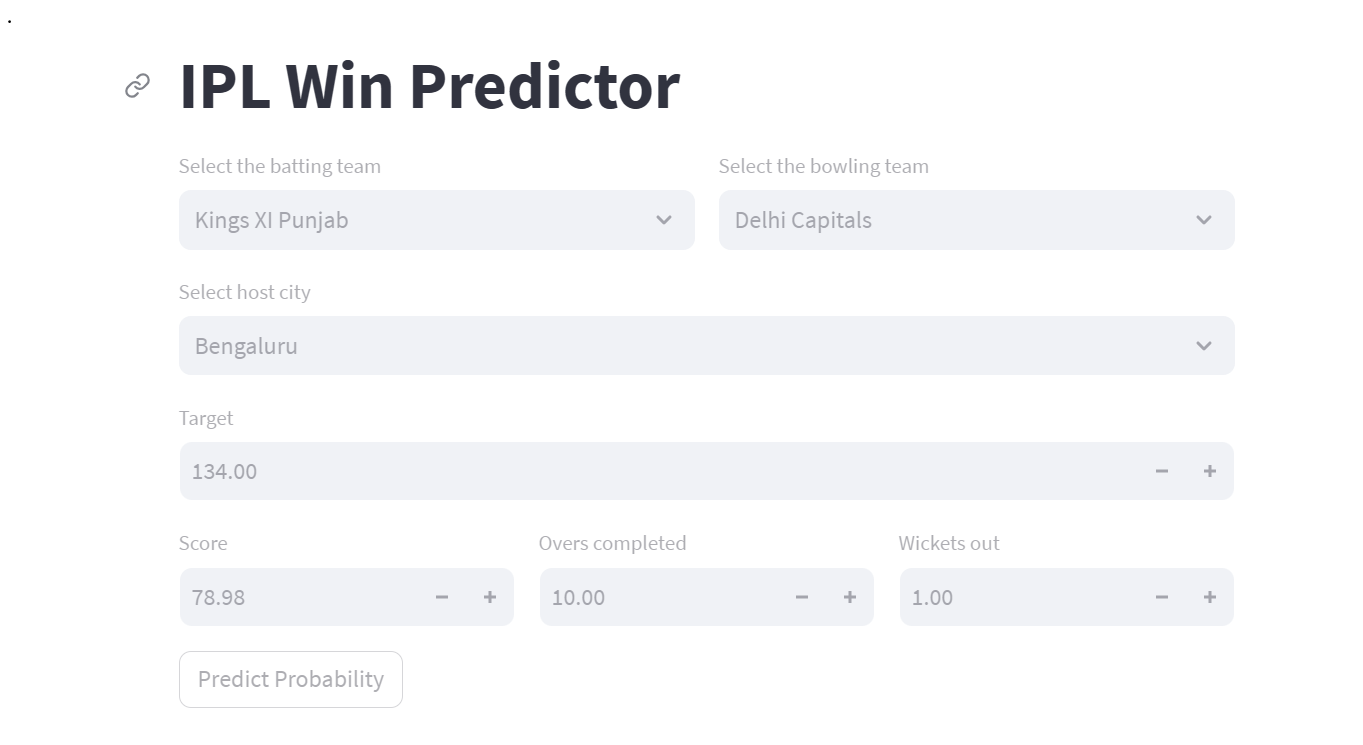 .
IPL Win Predictor
Select the batting team Select the bowling team
Kings XI Punjab Delhi Capitals
Select host city
Bengaluru
Target
134.00
Score Overs completed Wickets out
78.98 10.00 1.00
Predict Probability